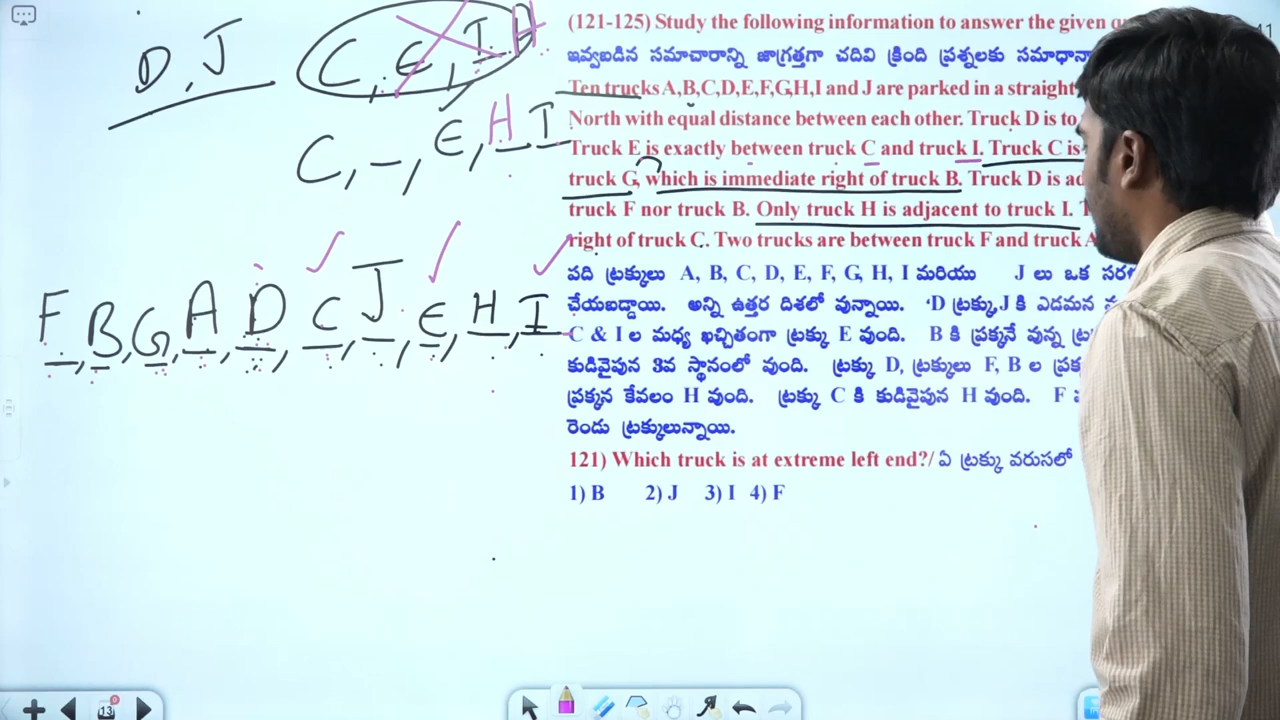 D, J
C, E, I H
C, –, E, H I
F, B, G, A, D, C, J, E, H, I
(121-125) Study the following information to answer the given
ఇవ్వబడిన సమాచారాన్ని జాగ్రత్తగా చదివి క్రింది ప్రశ్నలకు
Ten trucks A,B,C,D,E,F,G,H,I and J are parked in a straight
North with equal distance between each other. Truck D is to
Truck E is exactly between truck C and truck I. Truck C is
truck G, which is immediate right of truck B. Truck D is
truck F nor truck B. Only truck H is adjacent to truck I.
right of truck C. Two trucks are between truck F and truck A
పది ట్రక్కులు A, B, C, D, E, F, G, H, I మరియు J లు ఒక
చేయబడ్డాయి. అన్ని ఉత్తర దిశలో వున్నాయి. 'D ట్రక్కు,J కి ఎడమన
C & I ల మధ్య ఖచ్చితంగా ట్రక్కు E వుంది. B కి ప్రక్కనే వున్న
కుడివైపున 3వ స్థానంలో వుంది. ట్రక్కు D, ట్రక్కులు F, B ల
ప్రక్కన కేవలం H వుంది. ట్రక్కు C కి కుడివైపున H వుంది. F
రెండు ట్రక్కులున్నాయి.
121) Which truck is at extreme left end?/ ఏ ట్రక్కు వరుసలో
1) B 2) J 3) I 4) F
13